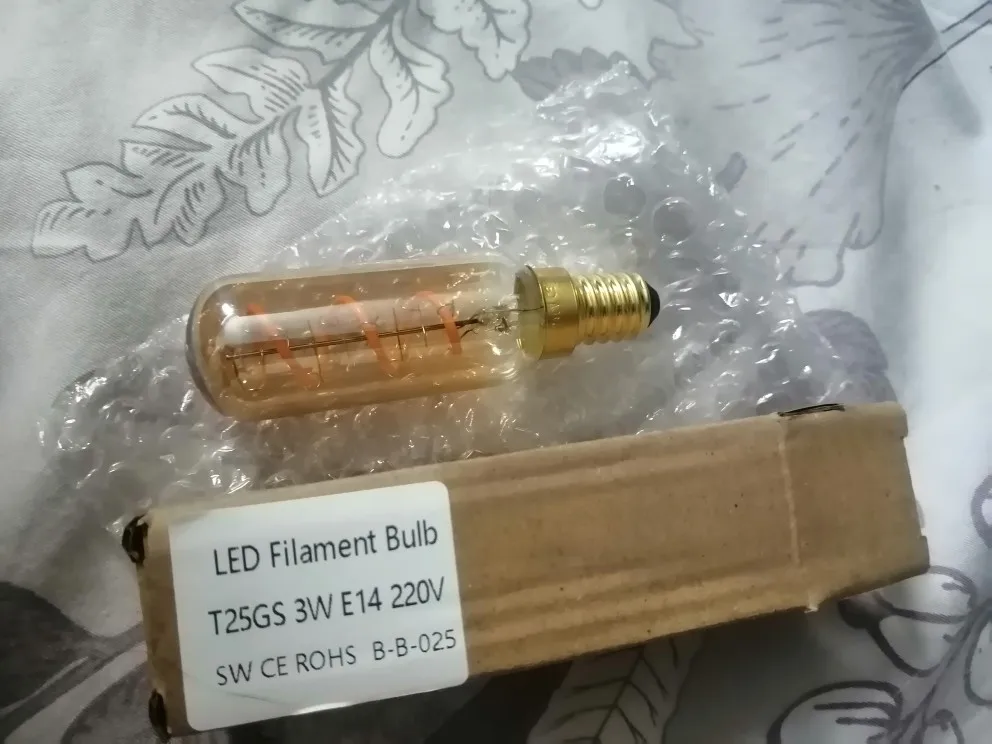 LED Filament Bulb
T25GS 3W E14 220V
SW CE ROHS B-B-025